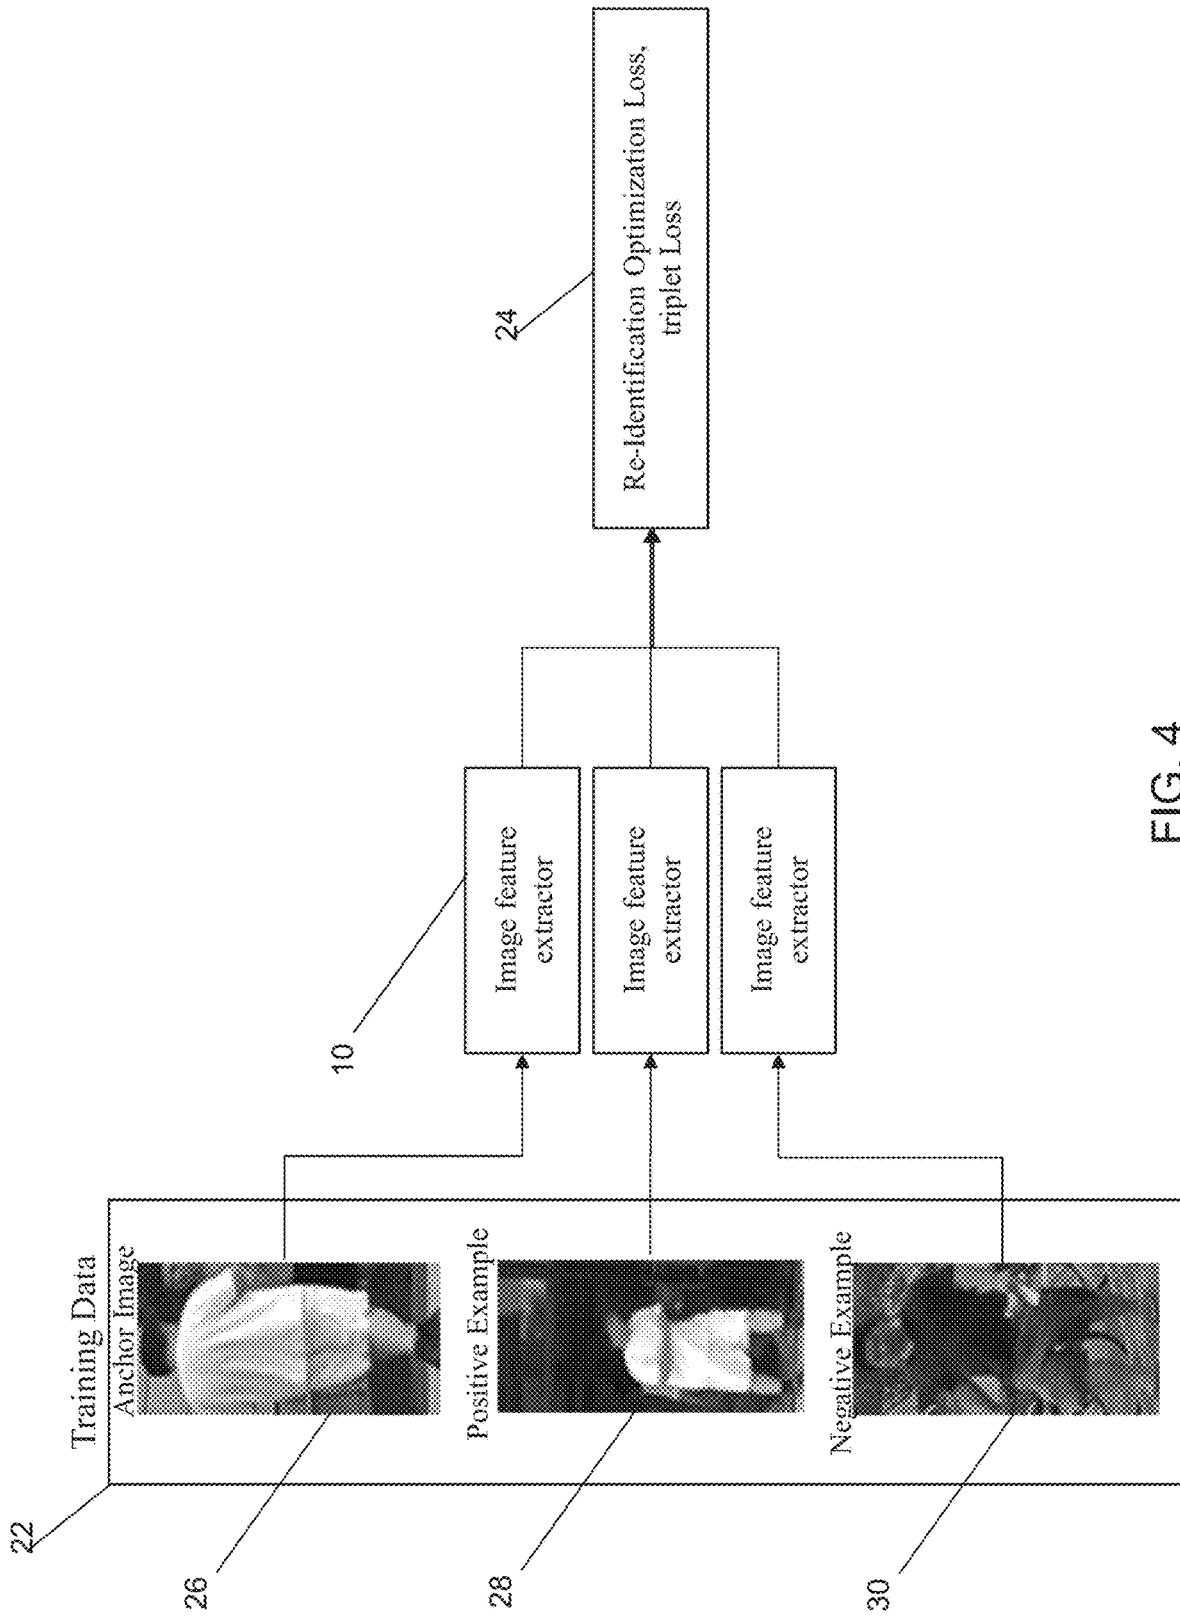 22
Training Data
Anchor Image
26
Positive Example
28
Negative Example
30
10
Image feature
extractor
Image feature
extractor
Image feature
extractor
24
Re-Identification Optimization Loss,
triplet Loss
FIG. 4